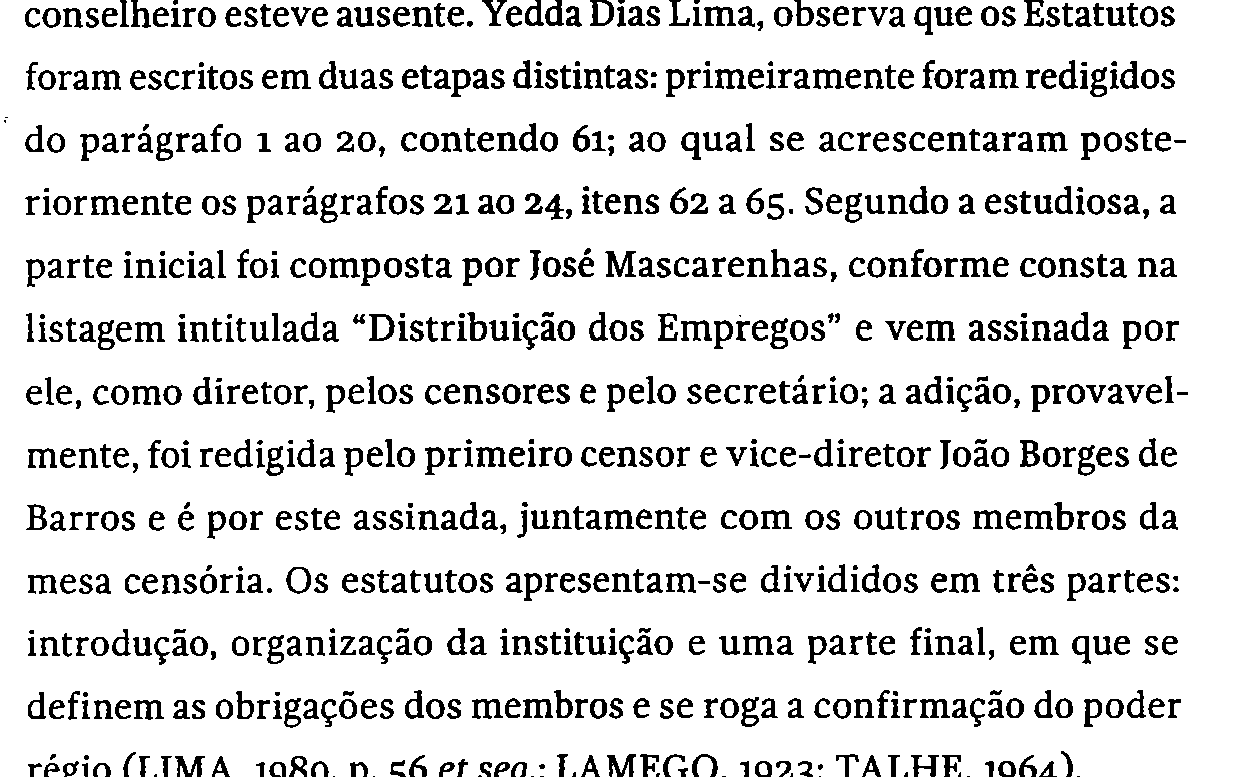 conselheiro esteve ausente. Yedda Dias Lima, observa que os Estatutos
foram escritos em duas etapas distintas: primeiramente foram redigidos
do parágrafo 1 ao 20, contendo 61; ao qual se acrescentaram poste-
riormente os parágrafos 21 ao 24, itens 62 a 65. Segundo a estudiosa, a
parte inicial foi composta por José Mascarenhas, conforme consta na
listagem intitulada “Distribuição dos Empregos” e vem assinada por
ele, como diretor, pelos censores e pelo secretário; a adição, provavel-
mente, foi redigida pelo primeiro censor e vice-diretor João Borges de
Barros e é por este assinada, juntamente com os outros membros da
mesa censória. Os estatutos apresentam-se divididos em três partes:
introdução, organização da instituição e uma parte final, em que se
definem as obrigações dos membros e se roga a confirmação do poder
régio (LIMA, 1980, p. 56 et seq.; LAMEGO, 1923; TALHE, 1964).